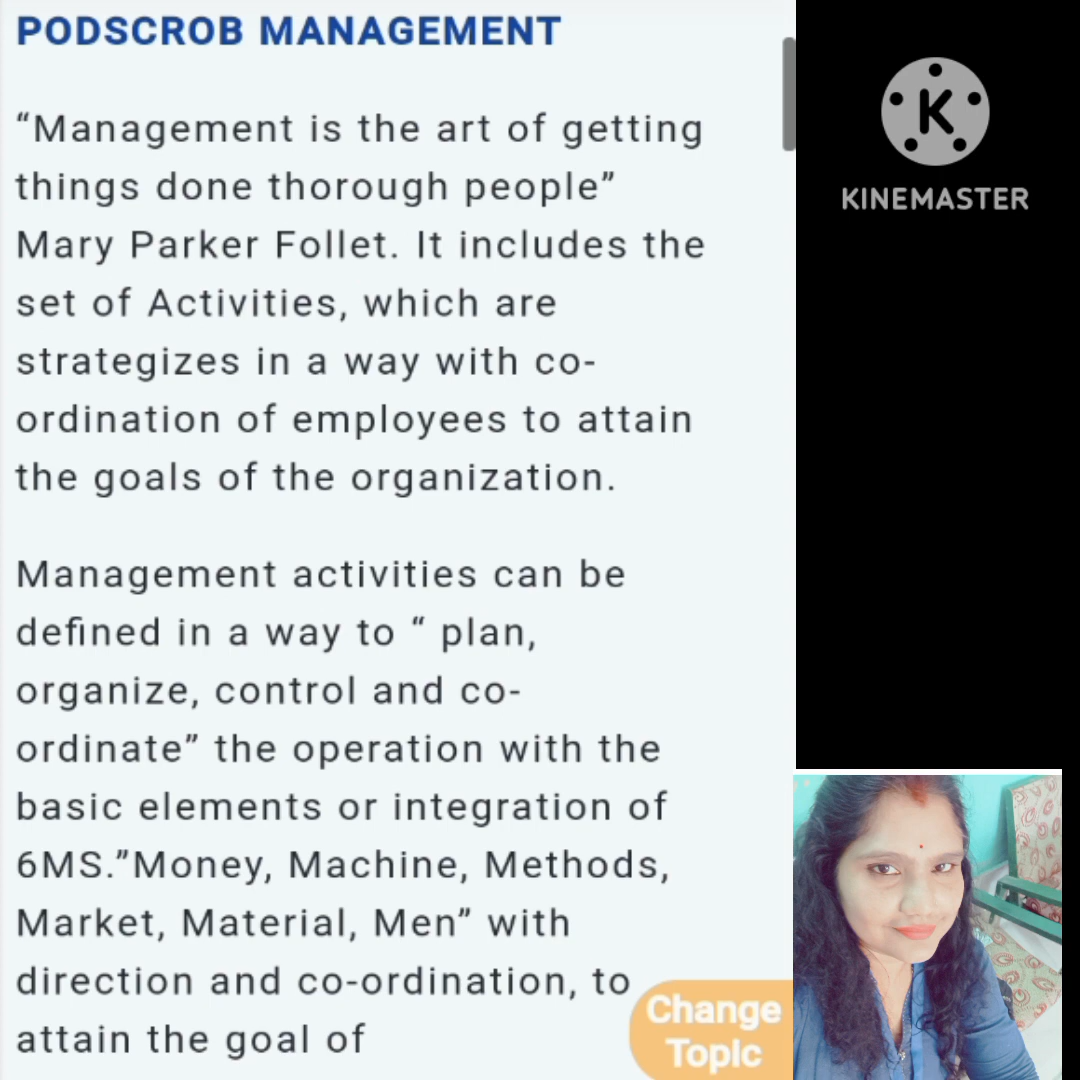 PODSCROB MANAGEMENT
“Management is the art of getting
things done thorough people”
Mary Parker Follet. It includes the
set of Activities, which are
strategizes in a way with co-
ordination of employees to attain
the goals of the organization.
Management activities can be
defined in a way to “ plan,
organize, control and co-
ordinate” the operation with the
basic elements or integration of
6MS.”Money, Machine, Methods,
Market, Material, Men” with
direction and co-ordination, to
attain the goal of
Change
Topic
K
KINEMASTER